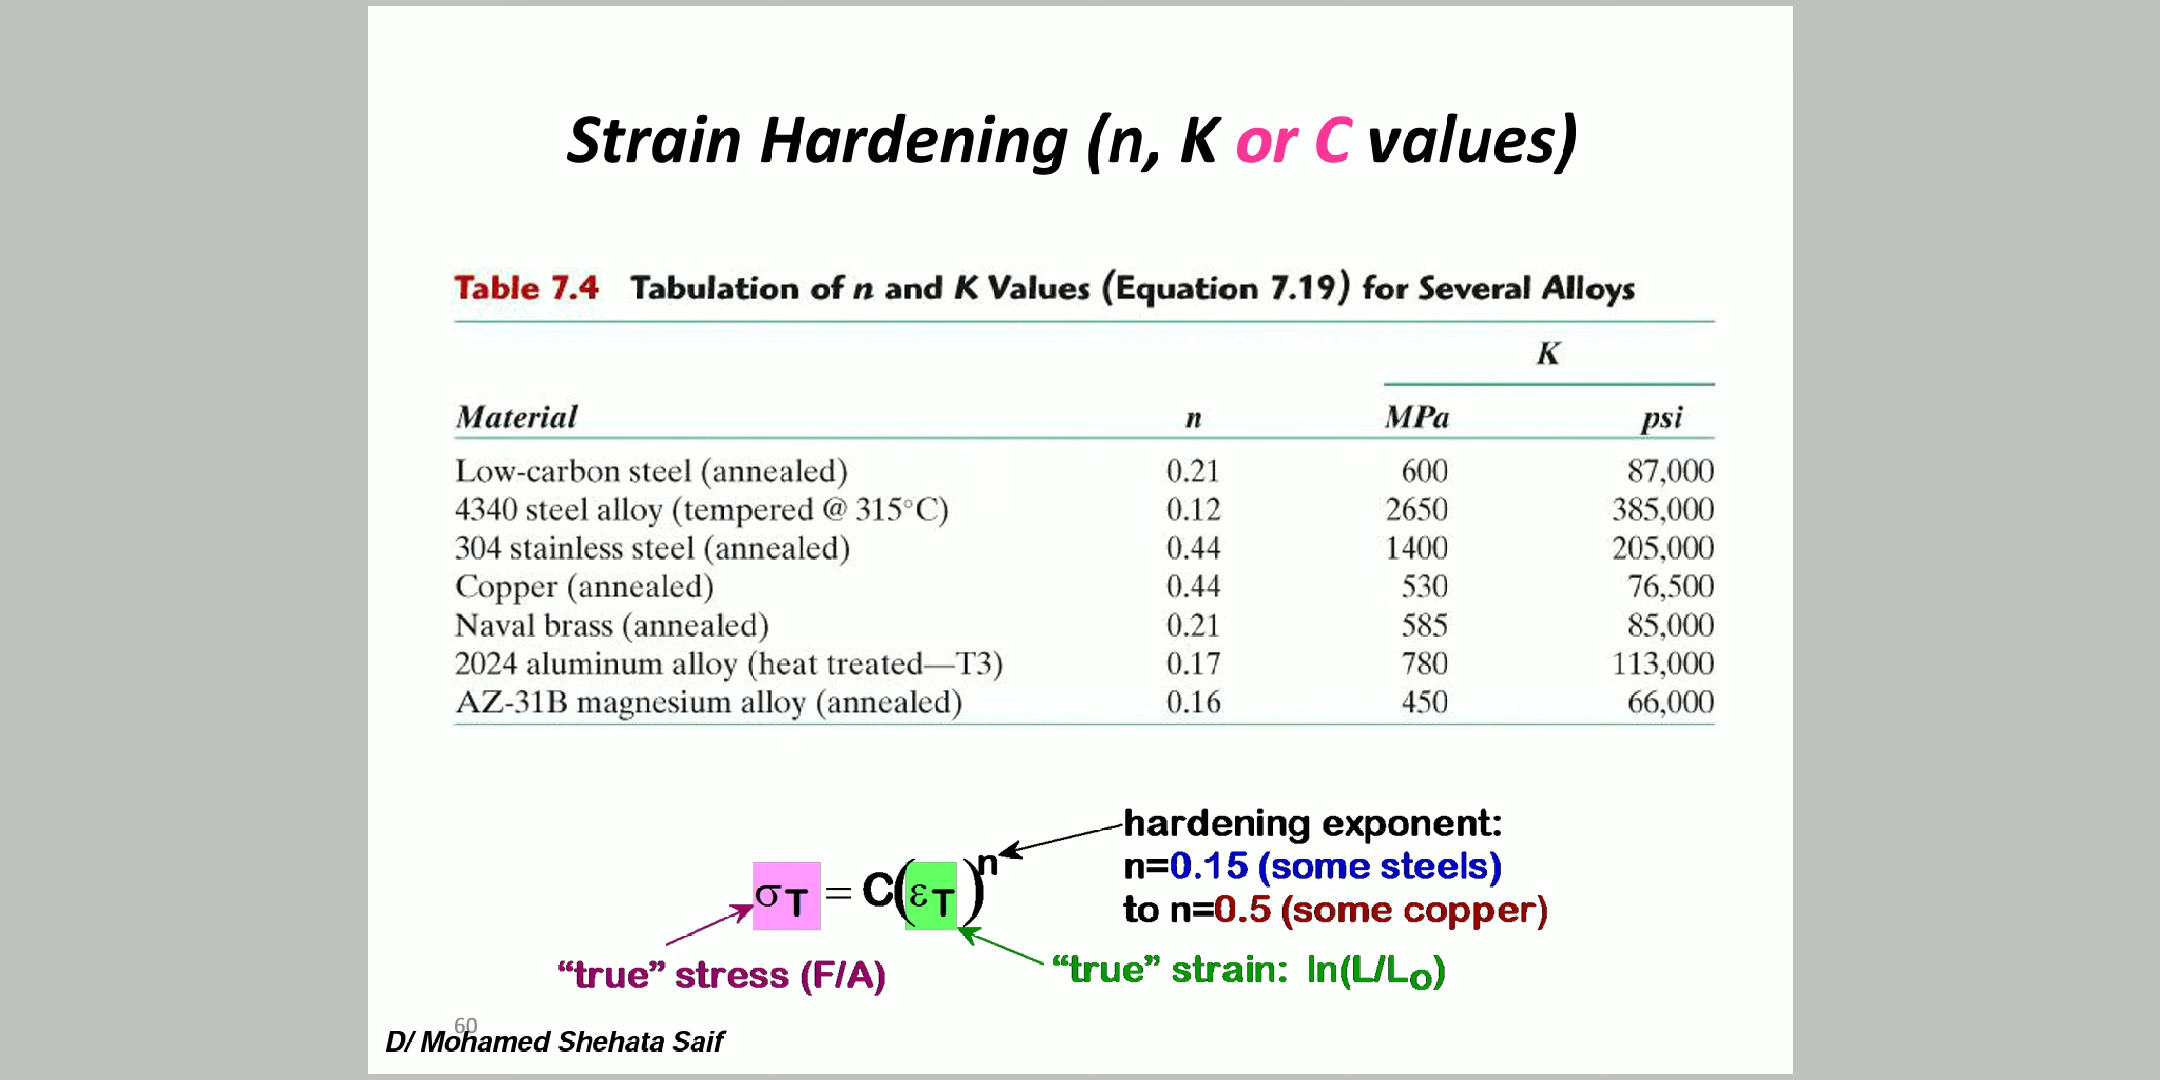 Strain Hardening (n, K or C values)
Table 7.4 Tabulation of n and K Values (Equation 7.19) for Several Alloys
K
Material n MPa psi
Low-carbon steel (annealed) 0.21 600 87,000
4340 steel alloy (tempered @ 315°C) 0.12 2650 385,000
304 stainless steel (annealed) 0.44 1400 205,000
Copper (annealed) 0.44 530 76,500
Naval brass (annealed) 0.21 585 85,000
2024 aluminum alloy (heat treated—T3) 0.17 780 113,000
AZ-31B magnesium alloy (annealed) 0.16 450 66,000
hardening exponent:
n=0.15 (some steels)
to n=0.5 (some copper)
σT = C(εT)n
“true” stress (F/A)
“true” strain: ln(L/Lo)
60
D/ Mohamed Shehata Saif